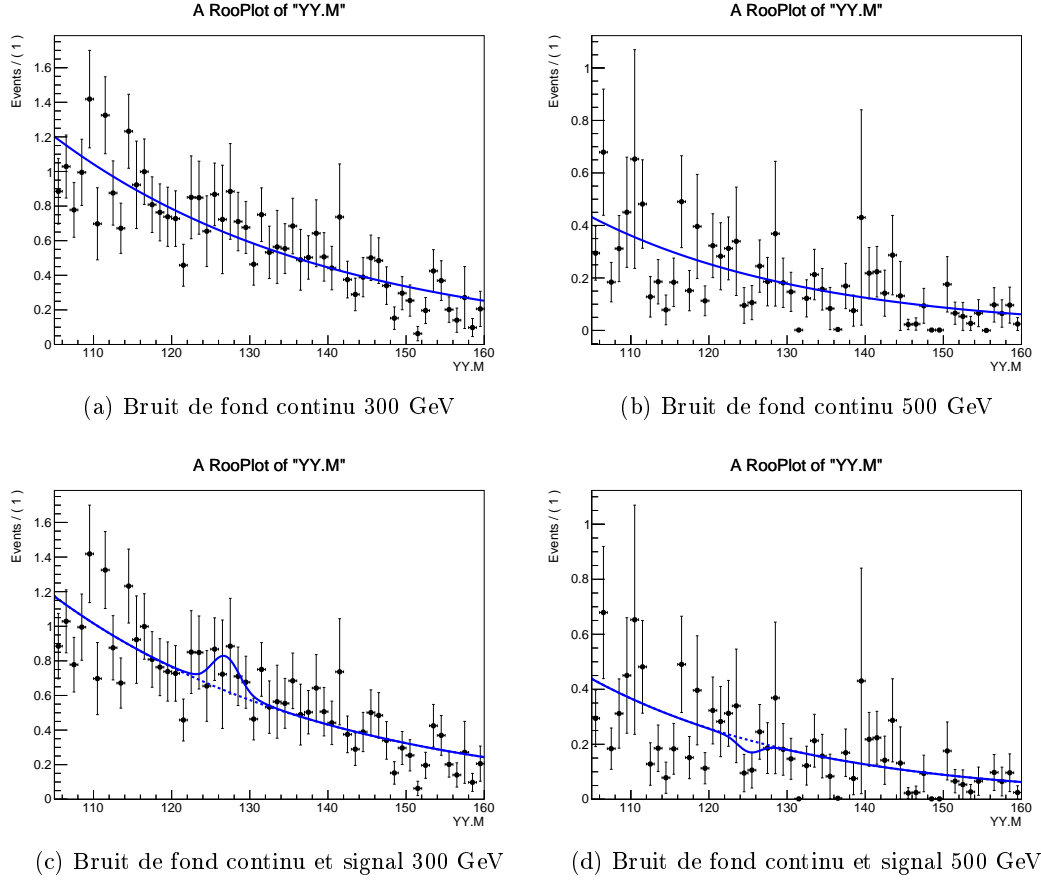 A RooPlot of "YY.M"
Events / ( 1 )
1.6
1.4
1.2
1
0.8
0.6
0.4
0.2
0
110 120 130 140 150 160
YY.M
(a) Bruit de fond continu 300 GeV
A RooPlot of "YY.M"
Events / ( 1 )
1
0.8
0.6
0.4
0.2
0
110 120 130 140 150 160
YY.M
(b) Bruit de fond continu 500 GeV
A RooPlot of "YY.M"
Events / ( 1 )
1.6
1.4
1.2
1
0.8
0.6
0.4
0.2
0
110 120 130 140 150 160
YY.M
(c) Bruit de fond continu et signal 300 GeV
A RooPlot of "YY.M"
Events / ( 1 )
1
0.8
0.6
0.4
0.2
0
110 120 130 140 150 160
YY.M
(d) Bruit de fond continu et signal 500 GeV